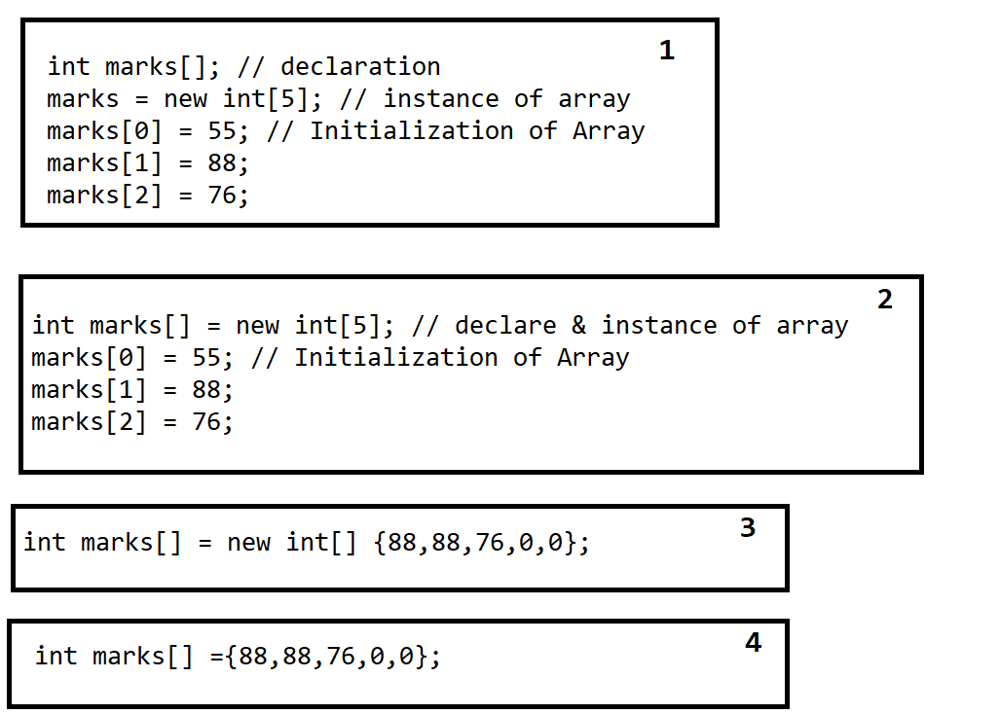 1
int marks[]; // declaration
marks = new int[5]; // instance of array
marks[0] = 55; // Initialization of Array
marks[1] = 88;
marks[2] = 76;
2
int marks[] = new int[5]; // declare & instance of array
marks[0] = 55; // Initialization of Array
marks[1] = 88;
marks[2] = 76;
3
int marks[] = new int[] {88,88,76,0,0};
4
int marks[] ={88,88,76,0,0};